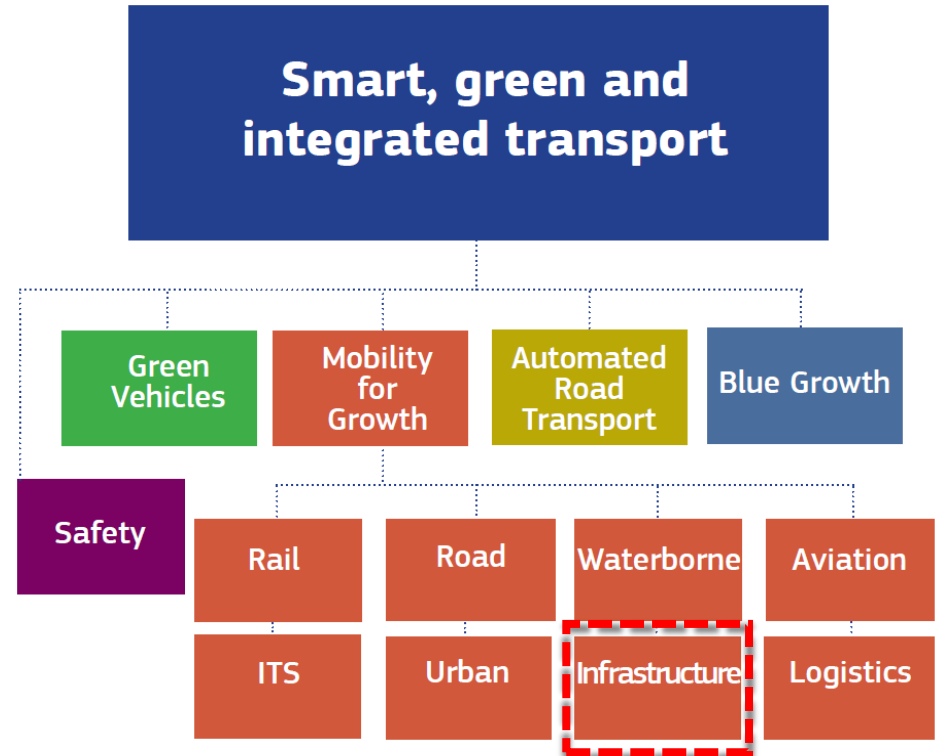 Smart, green and
integrated transport
Green
Vehicles
Mobility
for
Growth
Automated
Road
Transport
Blue Growth
Safety
Rail
Road
Waterborne
Aviation
ITS
Urban
Infrastructure
Logistics